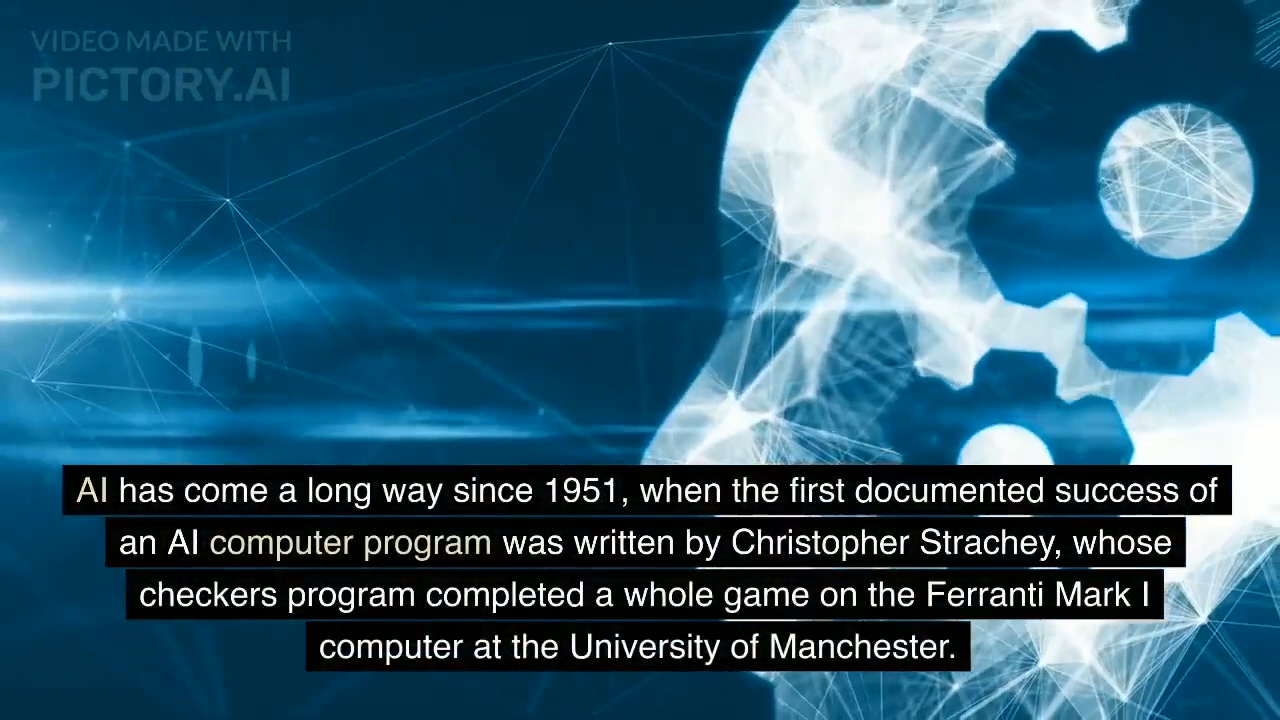 VIDEO MADE WITH
PICTORY.AI
AI has come a long way since 1951, when the first documented success of
an AI computer program was written by Christopher Strachey, whose
checkers program completed a whole game on the Ferranti Mark I
computer at the University of Manchester.